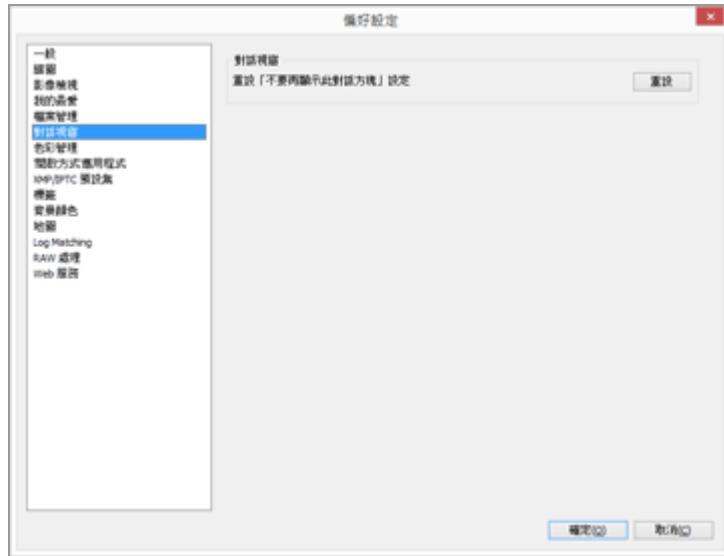 偏好設定
一般
縮圖
影像檢視
我的最愛
檔案管理
對話視窗
色彩管理
開啟方式應用程式
XMP/IPTC 預設集
標籤
背景顏色
地圖
Log Matching
RAW 處理
Web 服務
對話視窗
重設「不要再顯示此對話方塊」設定
重設
確定(O)
取消(C)